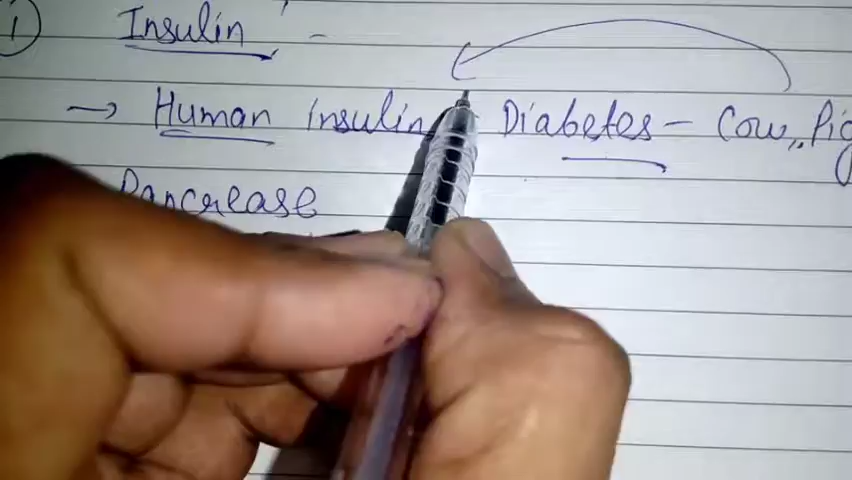 ① Insulin -
→ Human insulin Diabetes - Cow, Pig
Pancrease